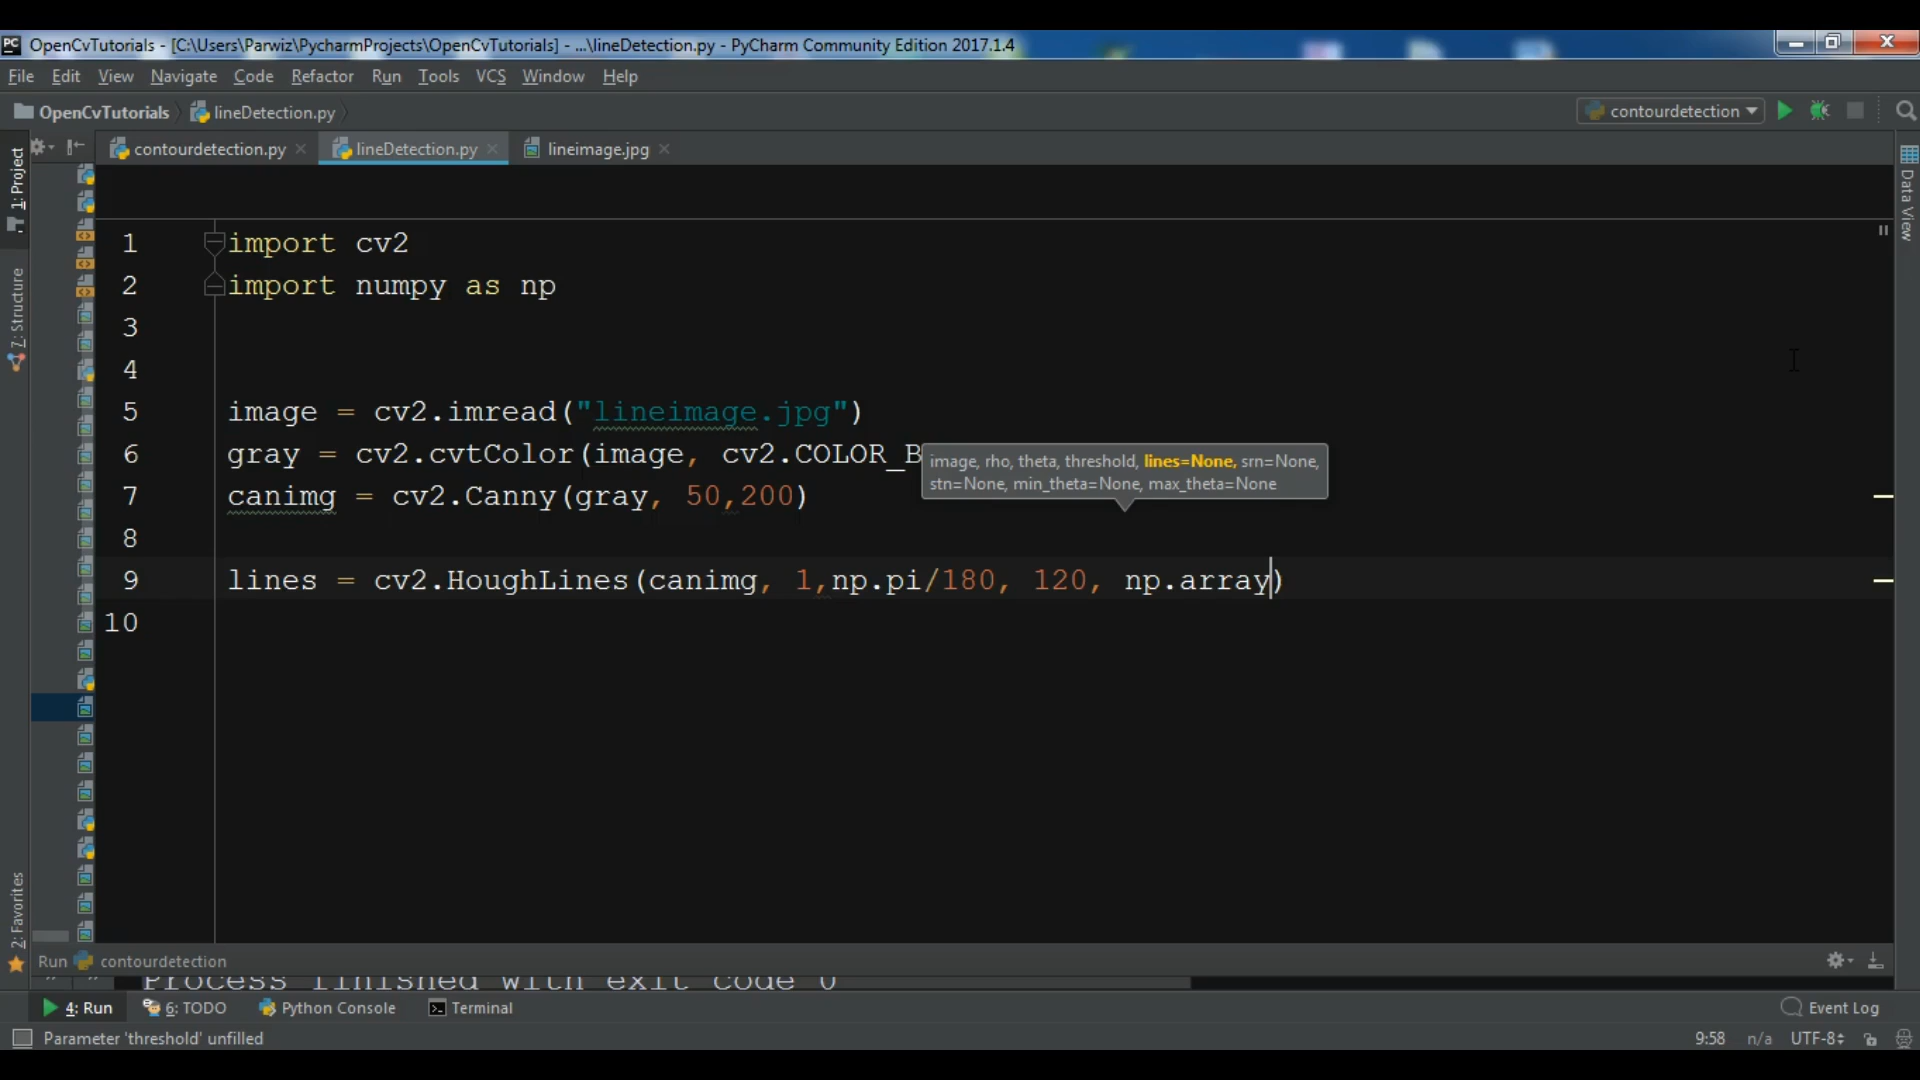 OpenCvTutorials - [C:\Users\Parwiz\PycharmProjects\OpenCvTutorials] - ...\lineDetection.py - PyCharm Community Edition 2017.1.4
File Edit View Navigate Code Refactor Run Tools VCS Window Help
OpenCvTutorials lineDetection.py contourdetection
contourdetection.py lineDetection.py lineimage.jpg
1: Project
7: Structure
2: Favorites
Data View
1 import cv2
2 import numpy as np
3
4
5 image = cv2.imread("lineimage.jpg")
6 gray = cv2.cvtColor(image, cv2.COLOR_B
image, rho, theta, threshold, lines=None, srn=None,
stn=None, min_theta=None, max_theta=None
7 canimg = cv2.Canny(gray, 50,200)
8
9 lines = cv2.HoughLines(canimg, 1,np.pi/180, 120, np.array)
10
Run contourdetection
Process finished with exit code 0
4: Run 6: TODO Python Console Terminal Event Log
Parameter 'threshold' unfilled 9:58 n/a UTF-8